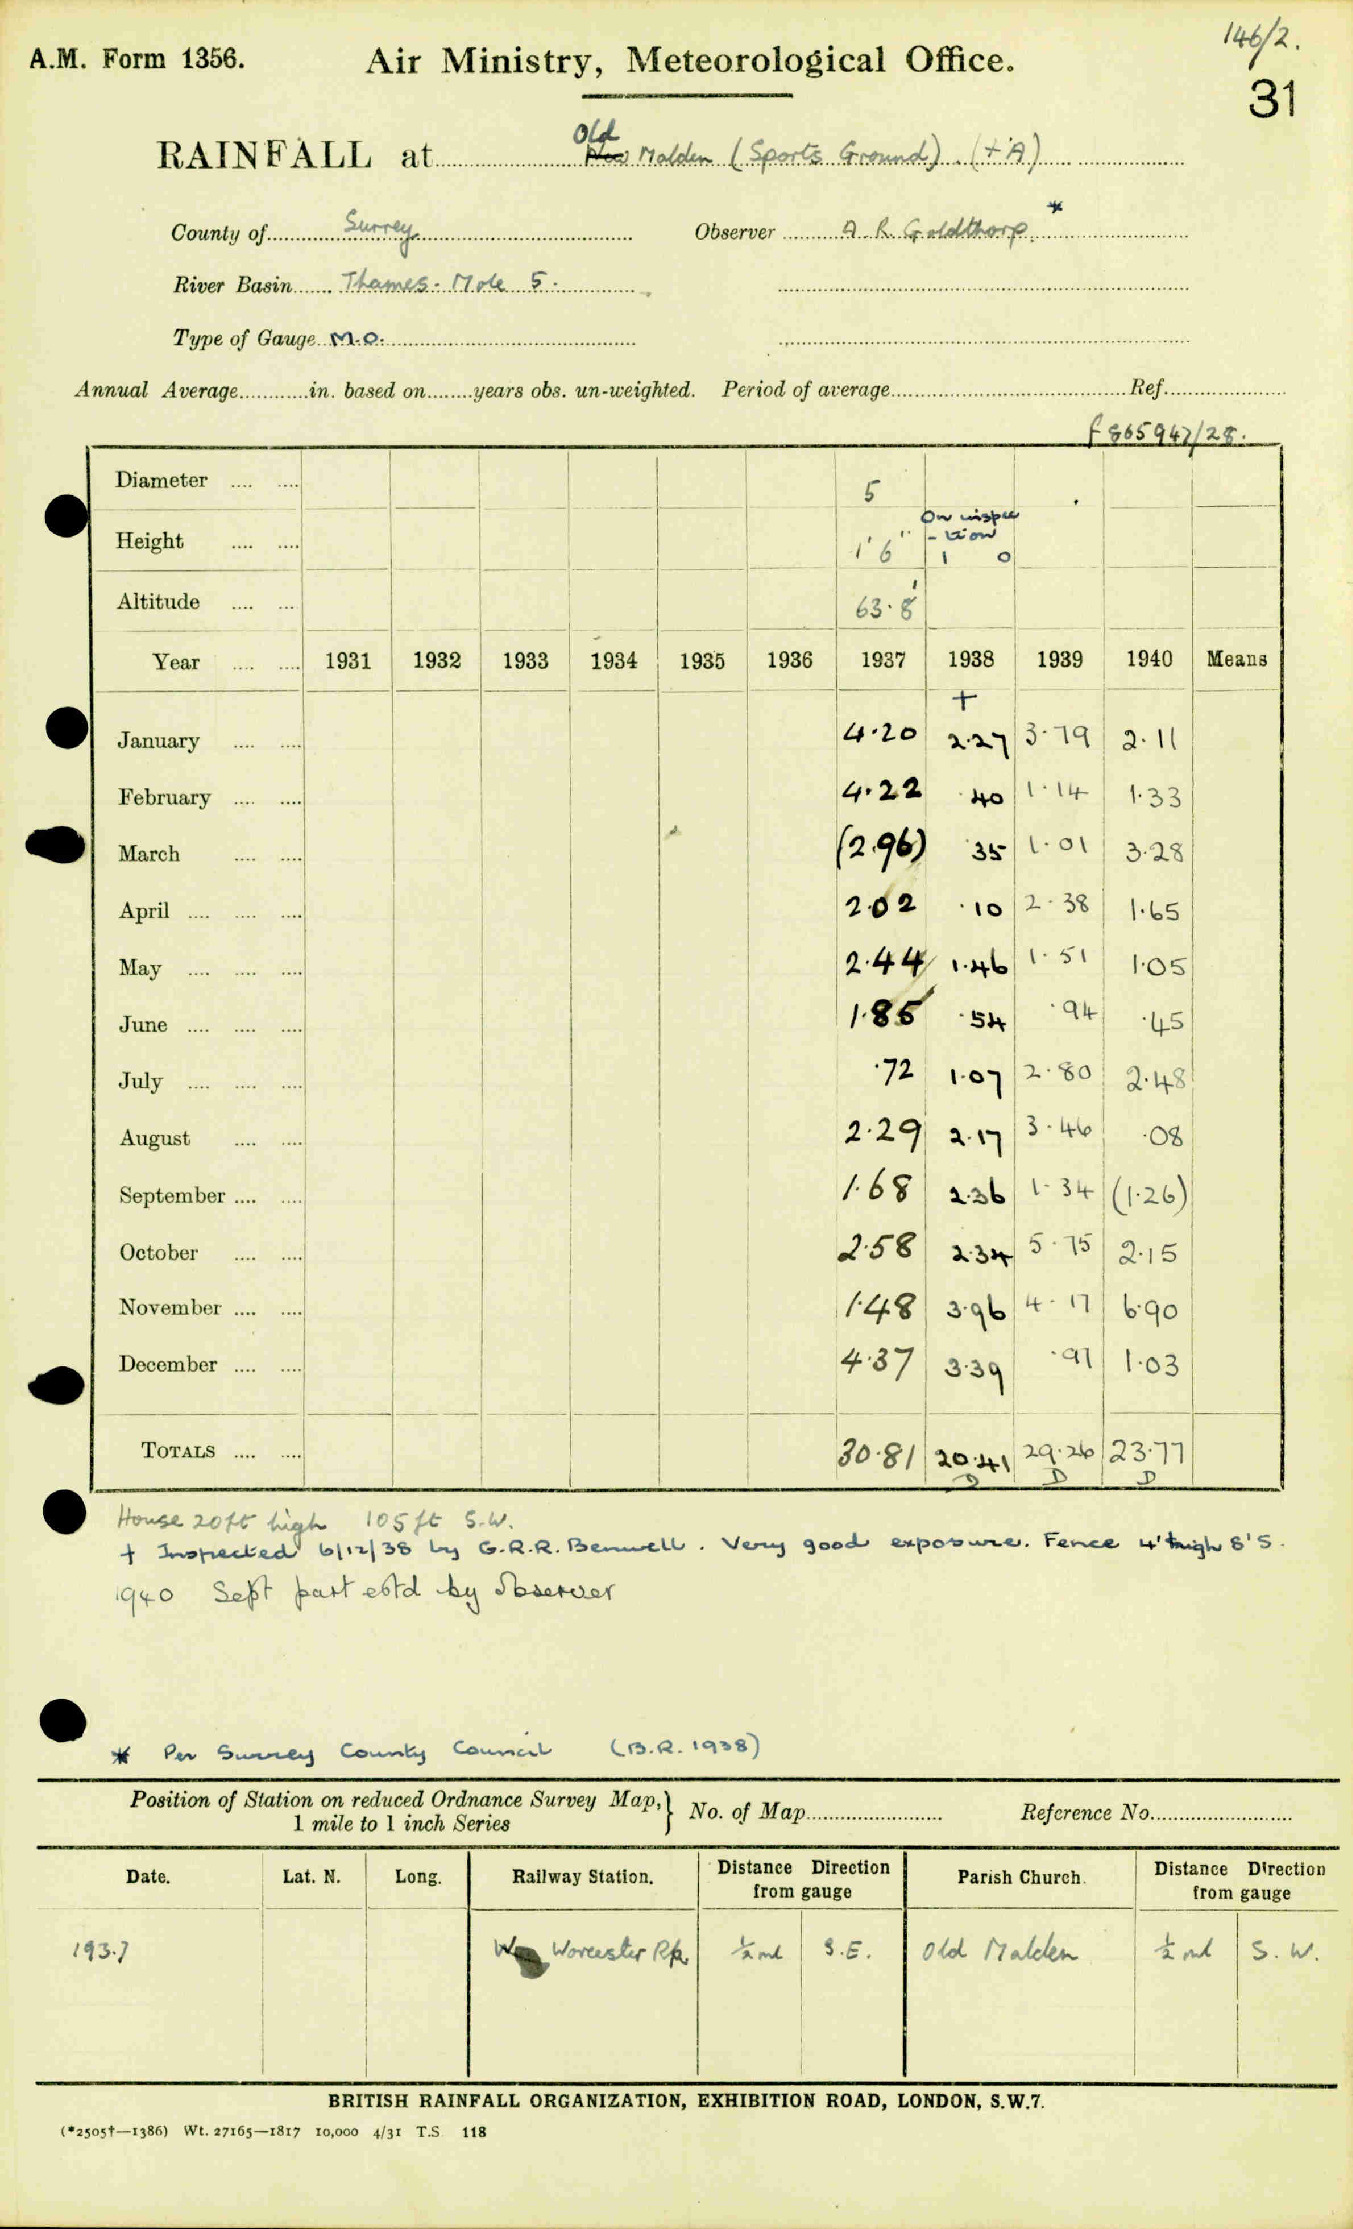 146/2.
A.M. Form 1356. Air Ministry, Meteorological Office.
31
Old
RAINFALL at New Malden (Sports Ground). (+A)
County of Surrey Observer A. R. Goldthorp. *
River Basin Thames - Mole 5.
Type of Gauge M.O.
Annual Average in. based on years obs. un-weighted. Period of average Ref.
f 865942/28.
Diameter 5
Height 1' 6" On inspec-tion 1 0
Altitude 63.8'
Year 1931 1932 1933 1934 1935 1936 1937 1938 1939 1940 Means
+
January 4.20 2.27 3.79 2.11
February 4.22 .40 1.14 1.33
March (2.96) .35 1.01 3.28
April 2.02 .10 2.38 1.65
May 2.44 1.46 1.51 1.05
June 1.85 .54 .94 .45
July .72 1.07 2.80 2.48
August 2.29 2.17 3.46 .08
September 1.68 2.36 1.34 (1.26)
October 2.58 2.34 5.75 2.15
November 1.48 3.96 4.17 6.90
December 4.37 3.39 .97 1.03
TOTALS 30.81 20.41 29.26 23.77
D D D
House 20ft high 105ft S.W.
+ Inspected 6/12/38 by G.R.R. Benwell. Very good exposure. Fence 4' high 8' S.
1940 Sept part estd by observer
* Per Surrey County Council (B.R. 1938)
Position of Station on reduced Ordnance Survey Map, } No. of Map Reference No.
1 mile to 1 inch Series
Date. Lat. N. Long. Railway Station. Distance Direction from gauge Parish Church. Distance Direction from gauge
1937 Worcester Pk. ½ ml S.E. Old Malden ½ ml S.W.
BRITISH RAINFALL ORGANIZATION, EXHIBITION ROAD, LONDON, S.W.7.
(*2505†—1386) Wt. 27165—1817 10,000 4/31 T.S. 118